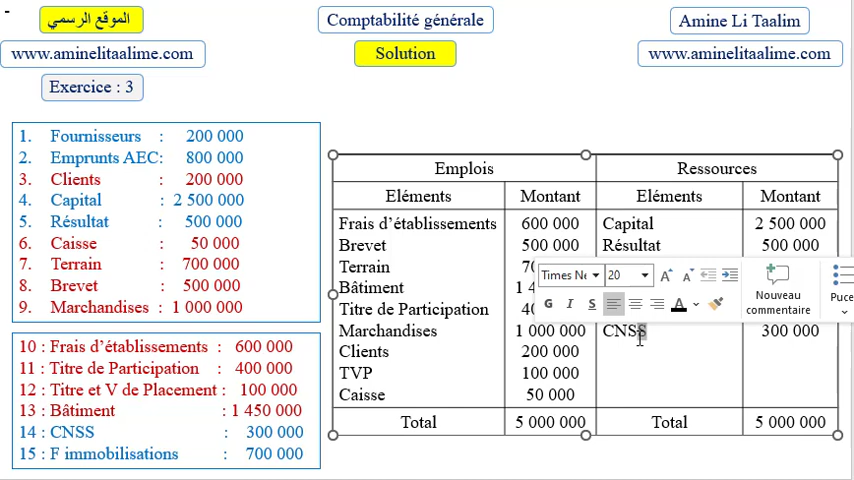 الموقع الرسمي
Comptabilité générale
Amine Li Taalim
www.aminelitaalime.com
Solution
www.aminelitaalime.com
Exercice : 3
1. Fournisseurs : 200 000
2. Emprunts AEC: 800 000
3. Clients : 200 000
4. Capital : 2 500 000
5. Résultat : 500 000
6. Caisse : 50 000
7. Terrain : 700 000
8. Brevet : 500 000
9. Marchandises : 1 000 000
10 : Frais d’établissements : 600 000
11 : Titre de Participation : 400 000
12 : Titre et V de Placement : 100 000
13 : Bâtiment : 1 450 000
14 : CNSS : 300 000
15 : F immobilisations : 700 000
Emplois Ressources
Eléments Montant Eléments Montant
Frais d’établissements 600 000 Capital 2 500 000
Brevet 500 000 Résultat 500 000
Terrain
Bâtiment
Titre de Participation
Marchandises 1 000 000 CNSS 300 000
Clients 200 000
TVP 100 000
Caisse 50 000
Total 5 000 000 Total 5 000 000
Times Ne 20
G I S A
Nouveau commentaire
Puce